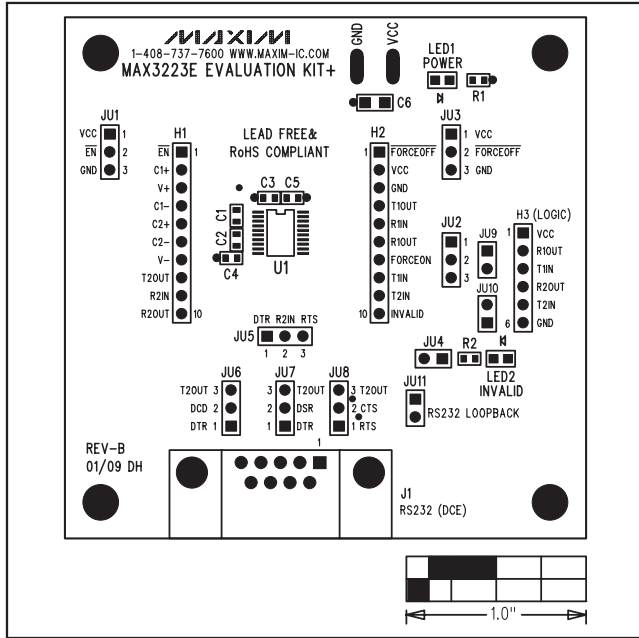 MAXIM
1-408-737-7600 WWW.MAXIM-IC.COM
MAX3223E EVALUATION KIT+
GND
VCC
LED1
POWER
R1
C6
JU1
VCC 1
EN 2
GND 3
H1
EN 1
C1+
V+
C1-
C2+
C2-
V-
T2OUT
R2IN
R2OUT 10
LEAD FREE&
RoHS COMPLIANT
C3 C5
C1
C2
C4
U1
H2
1 FORCEOFF
VCC
GND
T1OUT
R1IN
R1OUT
FORCEON
T1IN
T2IN
10 INVALID
JU3
1 VCC
2 FORCEOFF
3 GND
JU2
1
2
3
JU9
JU10
H3 (LOGIC)
1 VCC
R1OUT
T1IN
R2OUT
T2IN
6 GND
DTR R2IN RTS
JU5
1 2 3
JU4
R2
LED2
INVALID
JU6
T2OUT 3
DCD 2
DTR 1
JU7
3 T2OUT
2 DSR
1 DTR
JU8
3 T2OUT
2 CTS
1 RTS
JU11
RS232 LOOPBACK
REV-B
01/09 DH
1
J1
RS232 (DCE)
1.0"